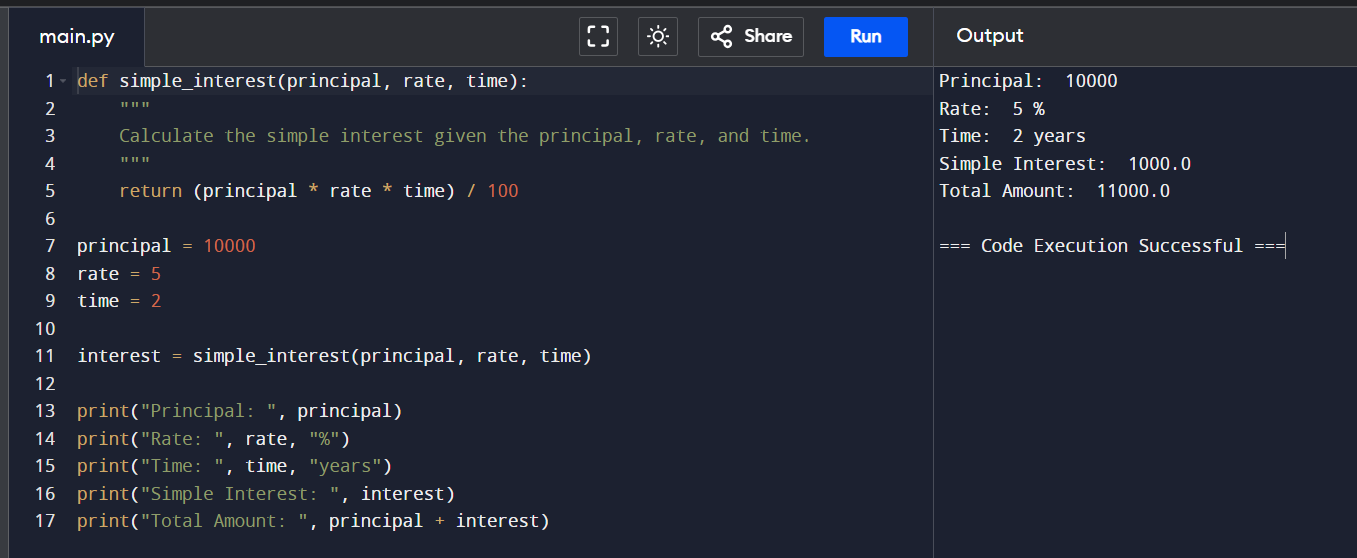 main.py
Share
Run
Output
1 def simple_interest(principal, rate, time):
2     """
3     Calculate the simple interest given the principal, rate, and time.
4     """
5     return (principal * rate * time) / 100
6
7 principal = 10000
8 rate = 5
9 time = 2
10
11 interest = simple_interest(principal, rate, time)
12
13 print("Principal: ", principal)
14 print("Rate: ", rate, "%")
15 print("Time: ", time, "years")
16 print("Simple Interest: ", interest)
17 print("Total Amount: ", principal + interest)
Principal:  10000
Rate:  5 %
Time:  2 years
Simple Interest:  1000.0
Total Amount:  11000.0
=== Code Execution Successful ===